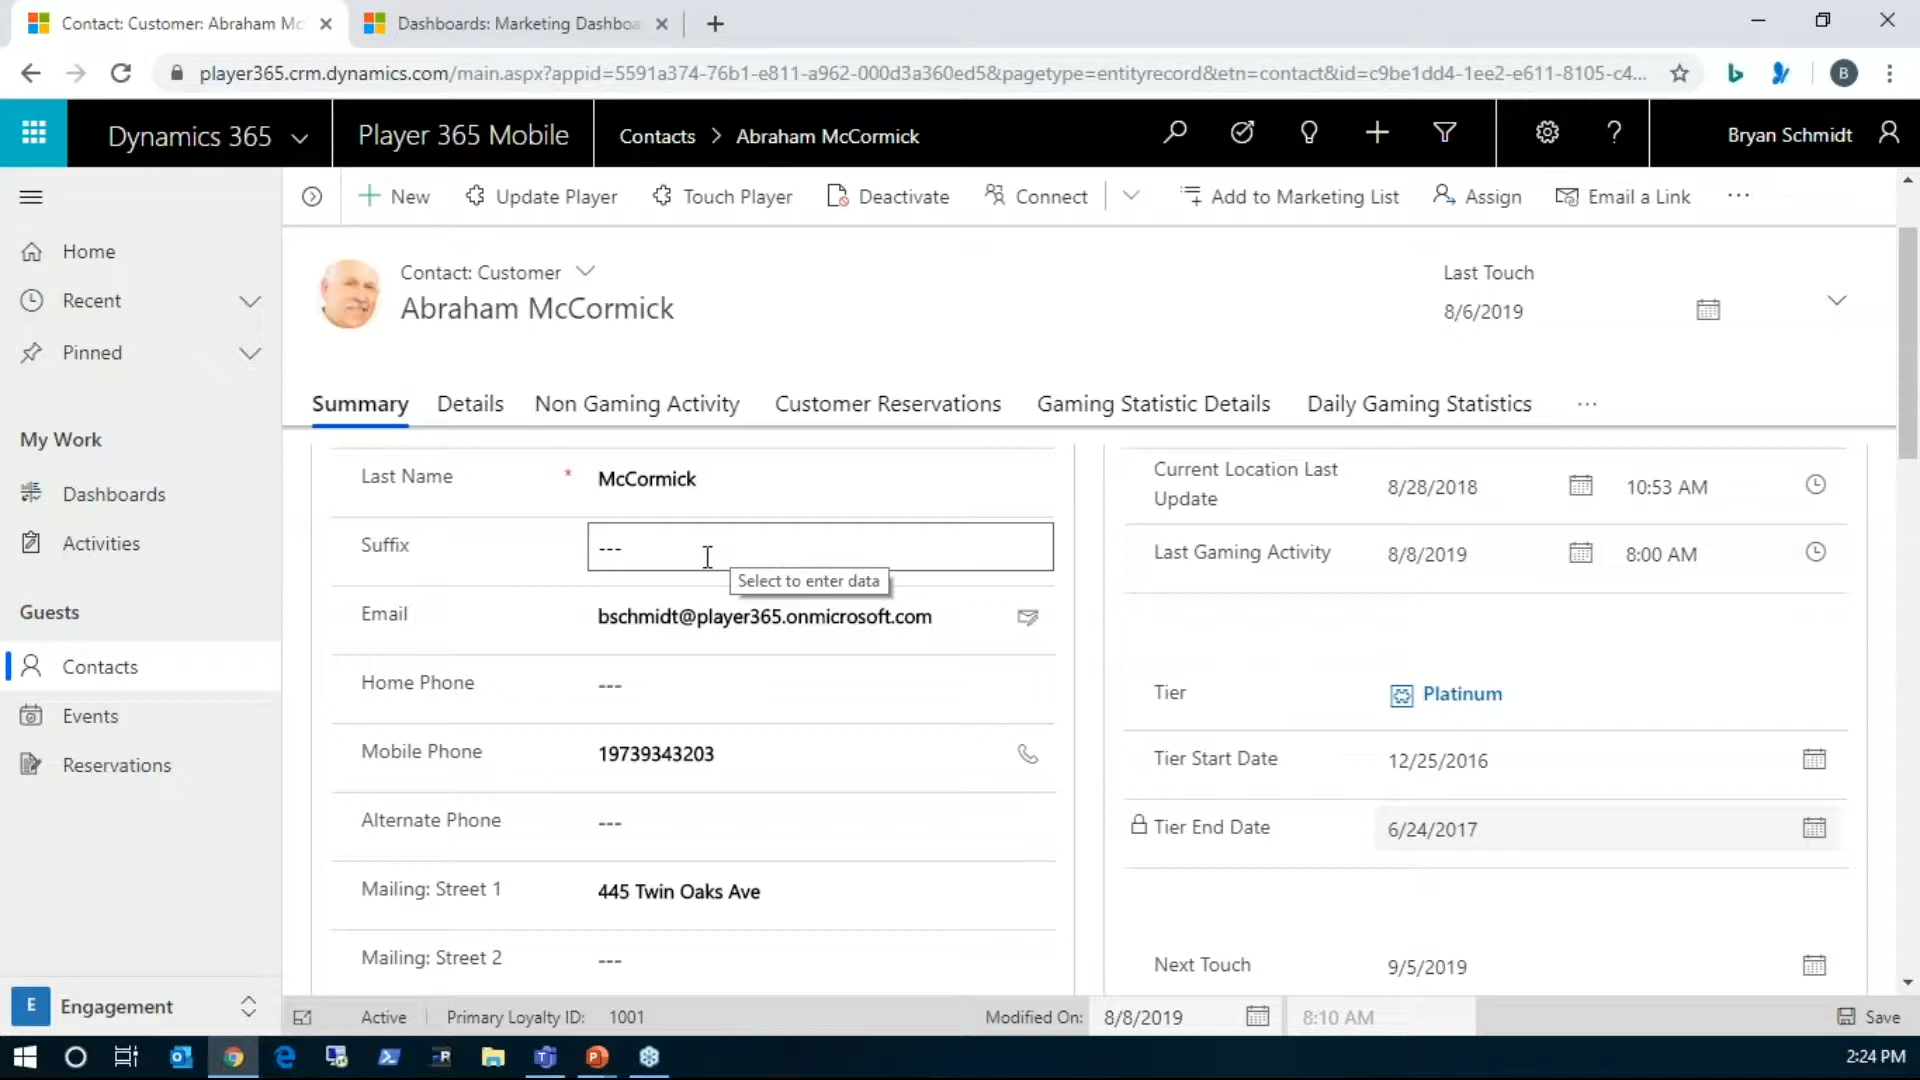 Contact: Customer: Abraham Mc
Dashboards: Marketing Dashboa
player365.crm.dynamics.com/main.aspx?appid=5591a374-76b1-e811-a962-000d3a360ed5&pagetype=entityrecord&etn=contact&id=c9be1dd4-1ee2-e611-8105-c4...
B
Dynamics 365
Player 365 Mobile
Contacts > Abraham McCormick
Bryan Schmidt
New
Update Player
Touch Player
Deactivate
Connect
Add to Marketing List
Assign
Email a Link
Home
Recent
Pinned
My Work
Dashboards
Activities
Guests
Contacts
Events
Reservations
E Engagement
Contact: Customer
Abraham McCormick
Last Touch
8/6/2019
Summary
Details
Non Gaming Activity
Customer Reservations
Gaming Statistic Details
Daily Gaming Statistics
Last Name * McCormick
Suffix ---
Select to enter data
Email bschmidt@player365.onmicrosoft.com
Home Phone ---
Mobile Phone 19739343203
Alternate Phone ---
Mailing: Street 1 445 Twin Oaks Ave
Mailing: Street 2 ---
Current Location Last
Update
8/28/2018 10:53 AM
Last Gaming Activity 8/8/2019 8:00 AM
Tier Platinum
Tier Start Date 12/25/2016
Tier End Date 6/24/2017
Next Touch 9/5/2019
Active
Primary Loyalty ID: 1001
Modified On: 8/8/2019 8:10 AM
Save
2:24 PM